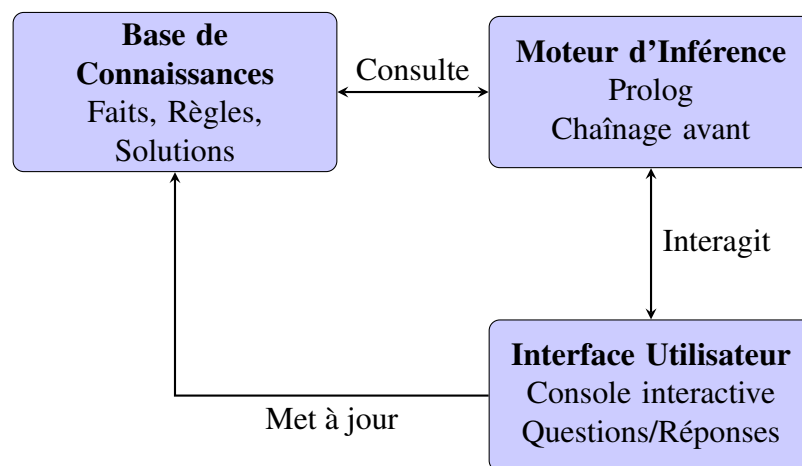 Base de
Connaissances
Faits, Règles,
Solutions
Consulte
Moteur d'Inférence
Prolog
Chaînage avant
Interagit
Interface Utilisateur
Console interactive
Questions/Réponses
Met à jour